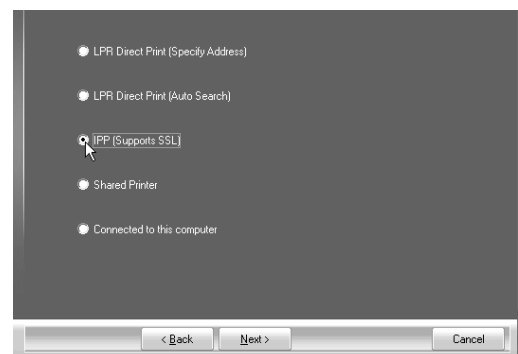 LPR Direct Print (Specify Address)
LPR Direct Print (Auto Search)
IPP (Supports SSL)
Shared Printer
Connected to this computer
< Back Next > Cancel